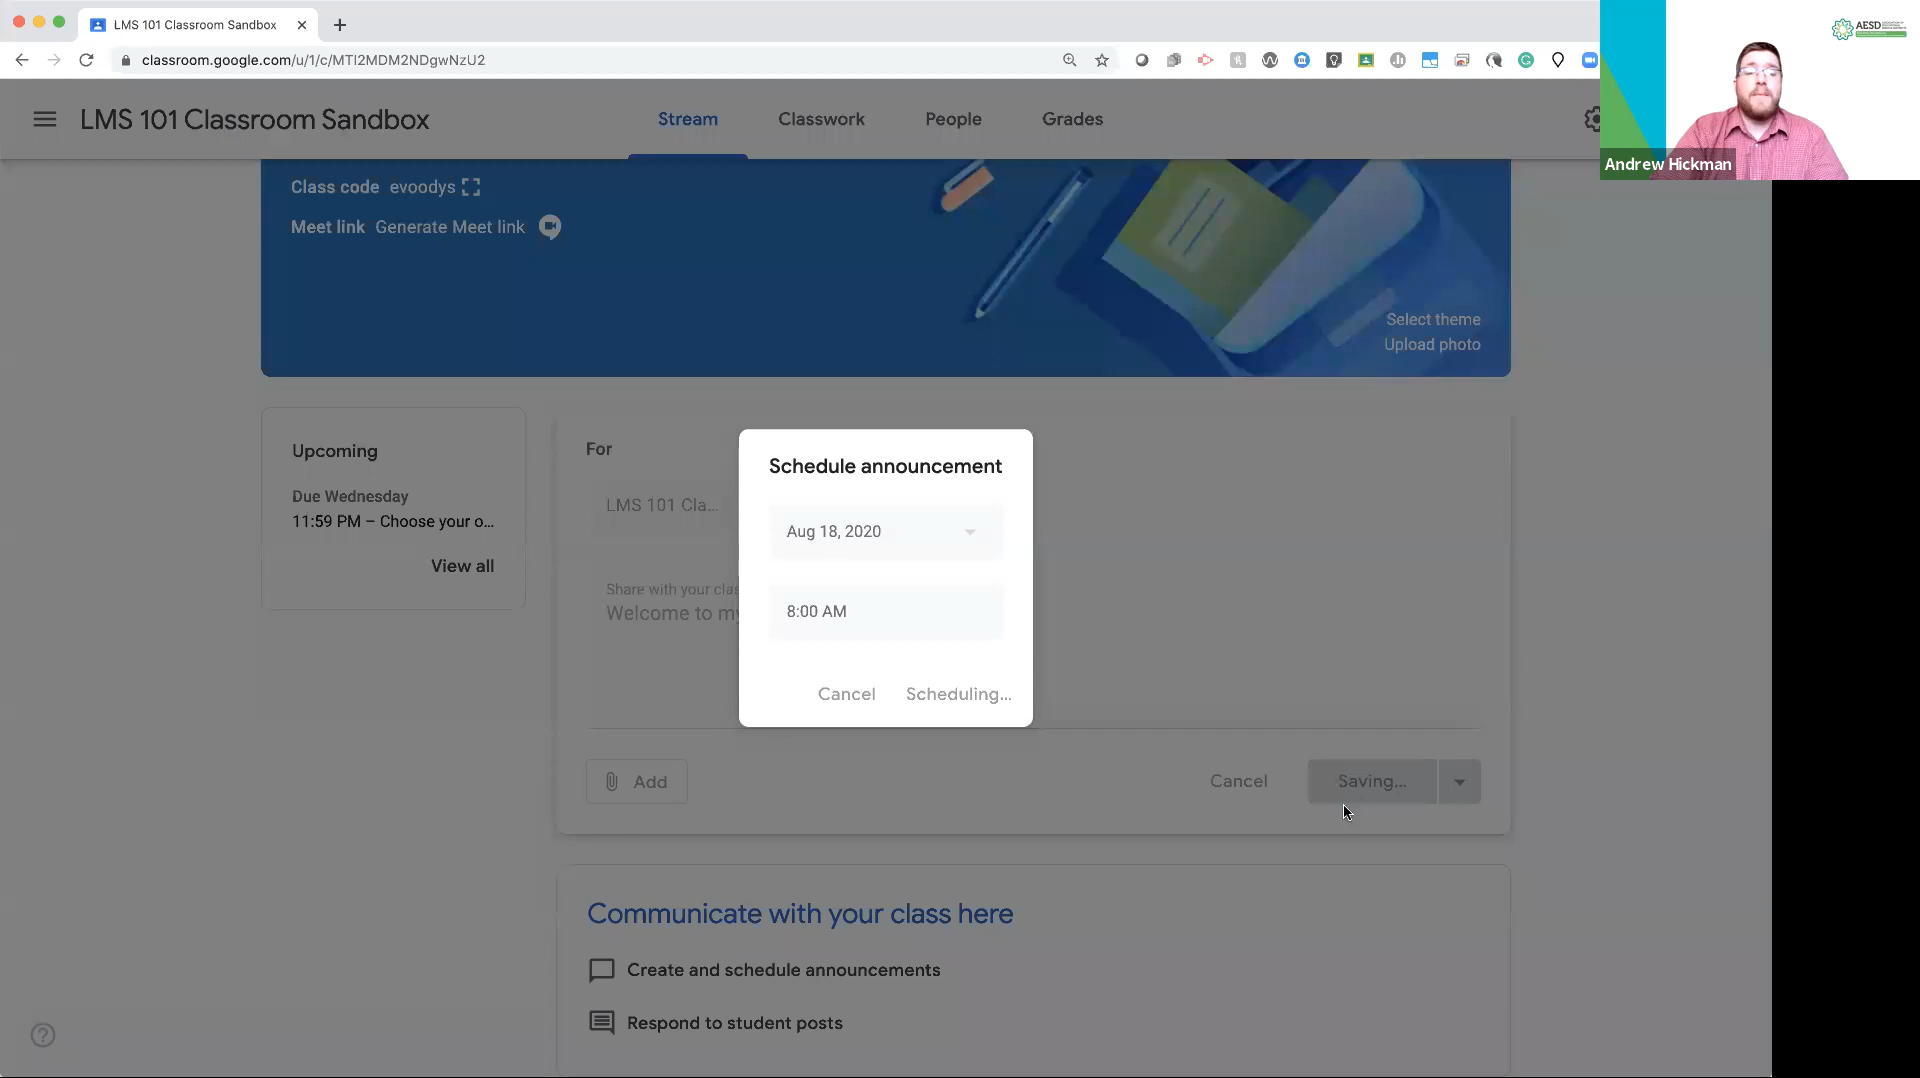 LMS 101 Classroom Sandbox
classroom.google.com/u/1/c/MTI2MDM2NDgwNzU2
AESD
LMS 101 Classroom Sandbox
Stream
Classwork
People
Grades
Andrew Hickman
Class code evoodys
Meet link Generate Meet link
Select theme
Upload photo
Upcoming
Due Wednesday
11:59 PM – Choose your o...
View all
For
LMS 101 Cla...
Share with your clas
Welcome to my
Schedule announcement
Aug 18, 2020
8:00 AM
Cancel
Scheduling...
Add
Cancel
Saving...
Communicate with your class here
Create and schedule announcements
Respond to student posts